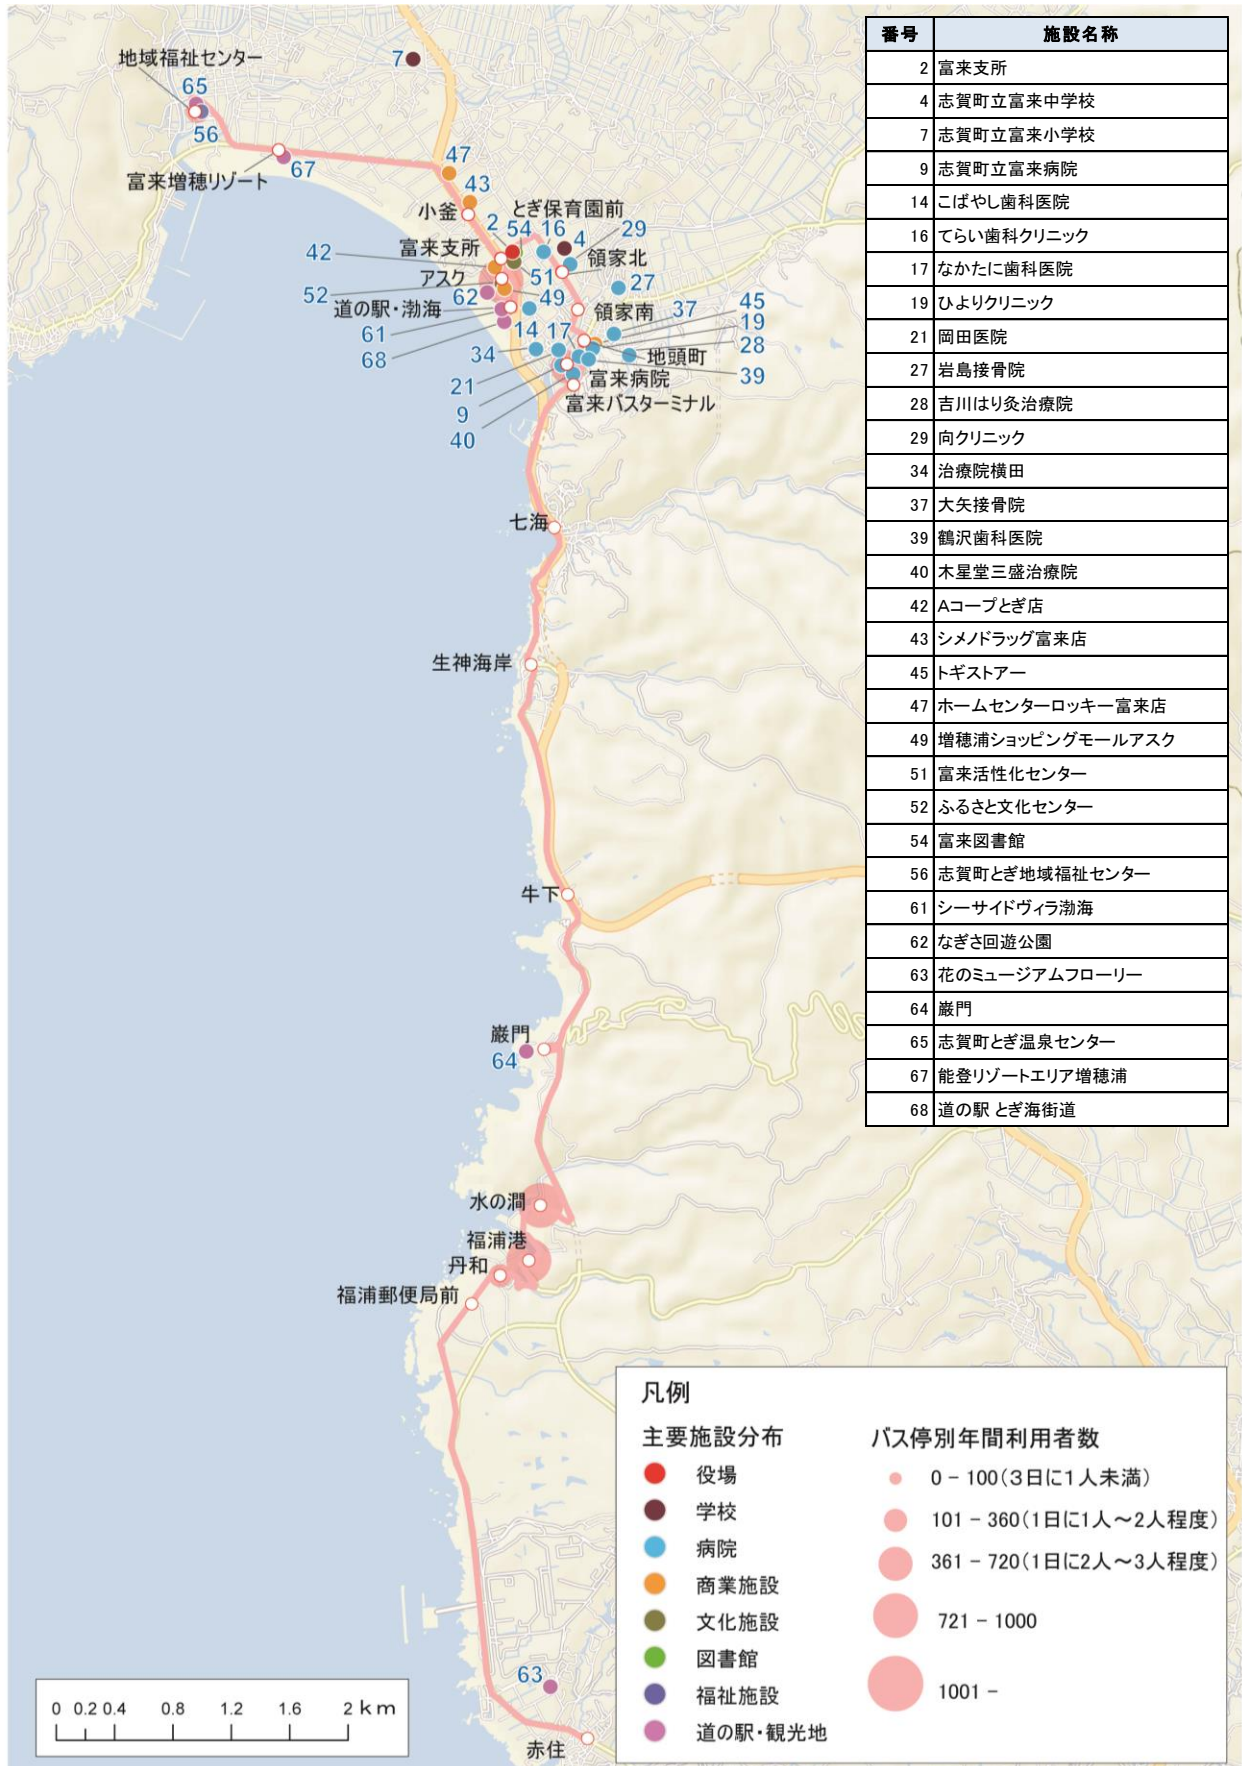 地域福祉センター
7
65
56
67
富来増穂リゾート
47
43
小釜
とぎ保育園前
2
54
16
4
29
富来支所
領家北
42
アスク
51
27
52
62
49
道の駅・渤海
領家南
37
45
61
14
17
19
68
34
地頭町
28
21
富来病院
39
9
富来バスターミナル
40
七海
生神海岸
牛下
巌門
64
水の澗
福浦港
丹和
福浦郵便局前
63
赤住
番号 施設名称
2 富来支所
4 志賀町立富来中学校
7 志賀町立富来小学校
9 志賀町立富来病院
14 こばやし歯科医院
16 てらい歯科クリニック
17 なかたに歯科医院
19 ひよりクリニック
21 岡田医院
27 岩島接骨院
28 吉川はり灸治療院
29 向クリニック
34 治療院横田
37 大矢接骨院
39 鶴沢歯科医院
40 木星堂三盛治療院
42 Aコープとぎ店
43 シメノドラッグ富来店
45 トギストアー
47 ホームセンターロッキー富来店
49 増穂浦ショッピングモールアスク
51 富来活性化センター
52 ふるさと文化センター
54 富来図書館
56 志賀町とぎ地域福祉センター
61 シーサイドヴィラ渤海
62 なぎさ回遊公園
63 花のミュージアムフローリー
64 巌門
65 志賀町とぎ温泉センター
67 能登リゾートエリア増穂浦
68 道の駅 とぎ海街道
凡例
主要施設分布
役場
学校
病院
商業施設
文化施設
図書館
福祉施設
道の駅・観光地
バス停別年間利用者数
0 - 100(3日に1人未満)
101 - 360(1日に1人～2人程度)
361 - 720(1日に2人～3人程度)
721 - 1000
1001 -
0 0.2 0.4 0.8 1.2 1.6 2 km